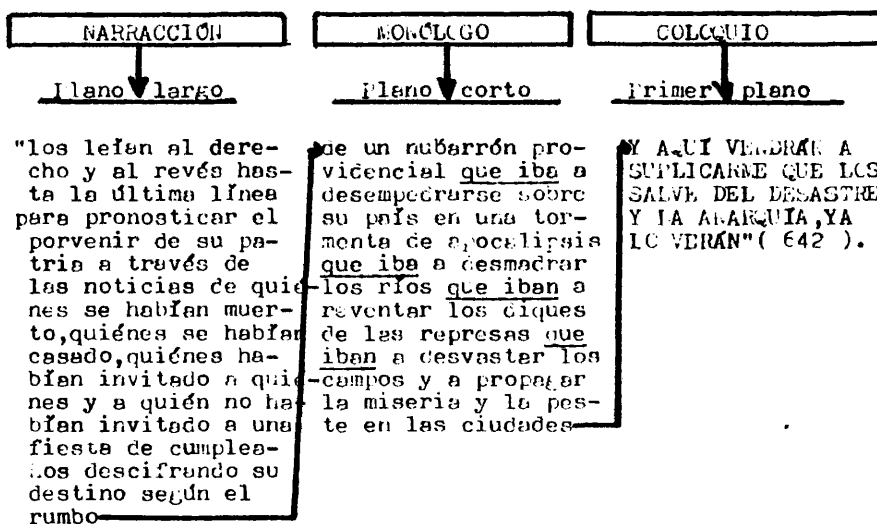 NARRACCIÓN
Plano largo
"los leían al dere-
cho y al revés has-
ta la última línea
para pronosticar el
porvenir de su pa-
tria a través de
las noticias de quié-
nes se habían muer-
to,quiénes se habían
casado,quiénes ha-
bían invitado a quie-
nes y a quién no ha-
bían invitado a una
fiesta de cumplea-
ños descifrando su
destino según el
rumbo
MONÓLOGO
Plano corto
de un nubarrón pro-
videncial que iba a
desempedrarse sobre
su país en una tor-
menta de apocalipsis
que iba a desmadrar
los ríos que iban a
reventar los diques
de las represas que
iban a desvastar los
campos y a propagar
la miseria y la pes-
te en las ciudades
COLOQUIO
Primer plano
Y AQUÍ VENDRÁN A
SUPLICARME QUE LOS
SALVE DEL DESASTRE
Y LA ANARQUÍA,YA
LO VERÁN"( 642 ).